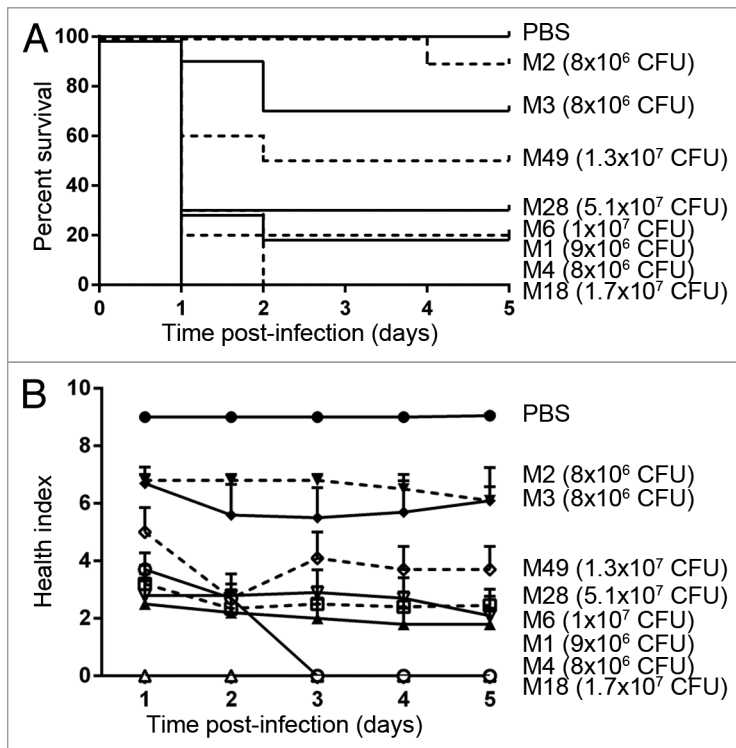 A
100
80
60
40
20
0
Percent survival
0 1 2 3 4 5
Time post-infection (days)
PBS
M2 (8x10⁶ CFU)
M3 (8x10⁶ CFU)
M49 (1.3x10⁷ CFU)
M28 (5.1x10⁷ CFU)
M6 (1x10⁷ CFU)
M1 (9x10⁶ CFU)
M4 (8x10⁶ CFU)
M18 (1.7x10⁷ CFU)
B
10
8
6
4
2
0
Health index
1 2 3 4 5
Time post-infection (days)
PBS
M2 (8x10⁶ CFU)
M3 (8x10⁶ CFU)
M49 (1.3x10⁷ CFU)
M28 (5.1x10⁷ CFU)
M6 (1x10⁷ CFU)
M1 (9x10⁶ CFU)
M4 (8x10⁶ CFU)
M18 (1.7x10⁷ CFU)